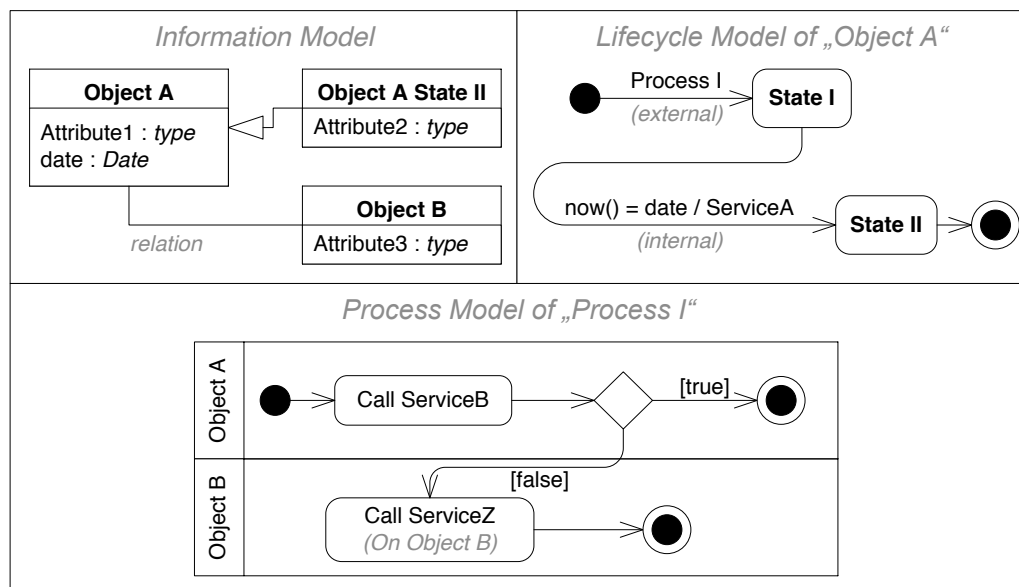 Information Model
Object A
Attribute1 : type
date : Date
Object A State II
Attribute2 : type
Object B
Attribute3 : type
relation
Lifecycle Model of „Object A“
Process I
(external)
State I
now() = date / ServiceA
(internal)
State II
Process Model of „Process I“
Object A
Call ServiceB
[true]
[false]
Object B
Call ServiceZ
(On Object B)